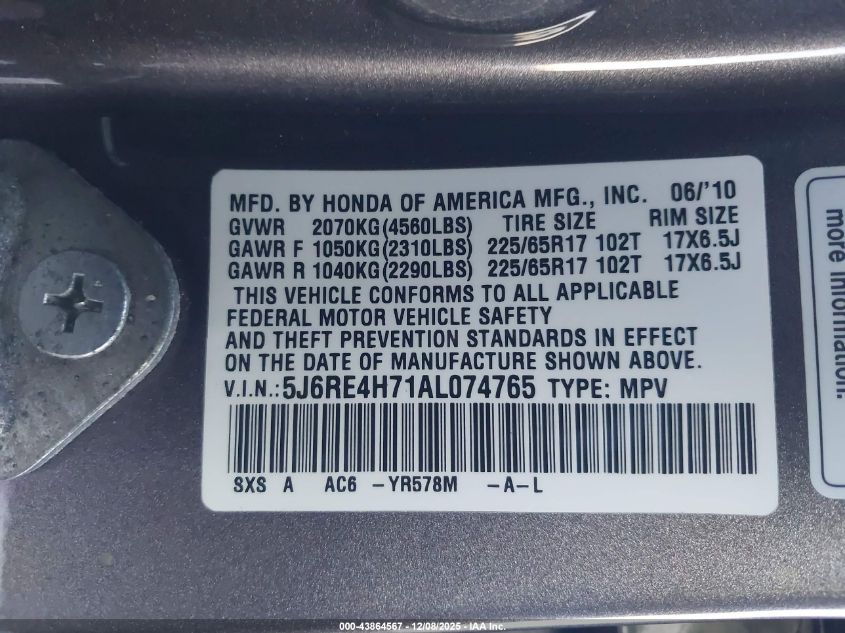 MFD. BY HONDA OF AMERICA MFG., INC. 06/'10
GVWR 2070KG(4560LBS) TIRE SIZE RIM SIZE
GAWR F 1050KG(2310LBS) 225/65R17 102T 17X6.5J
GAWR R 1040KG(2290LBS) 225/65R17 102T 17X6.5J
THIS VEHICLE CONFORMS TO ALL APPLICABLE
FEDERAL MOTOR VEHICLE SAFETY
AND THEFT PREVENTION STANDARDS IN EFFECT
ON THE DATE OF MANUFACTURE SHOWN ABOVE.
V.I.N.: 5J6RE4H71AL074765 TYPE: MPV
SXS A AC6 -YR578M -A-L
more information.
000-43864567 - 12/08/2025 - IAA Inc.